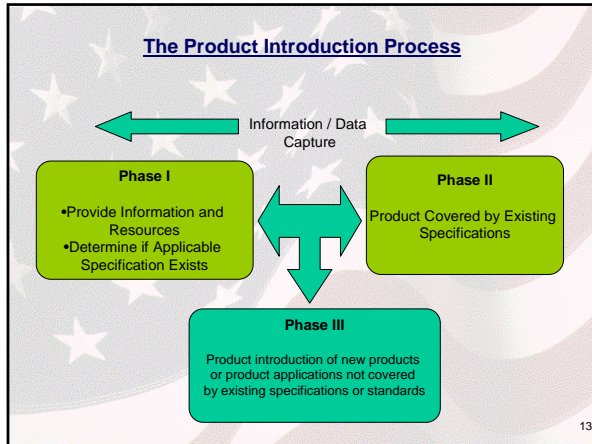 The Product Introduction Process
Information / Data
Capture
Phase I
•Provide Information and
Resources
•Determine if Applicable
Specification Exists
Phase II
Product Covered by Existing
Specifications
Phase III
Product introduction of new products
or product applications not covered
by existing specifications or standards
13